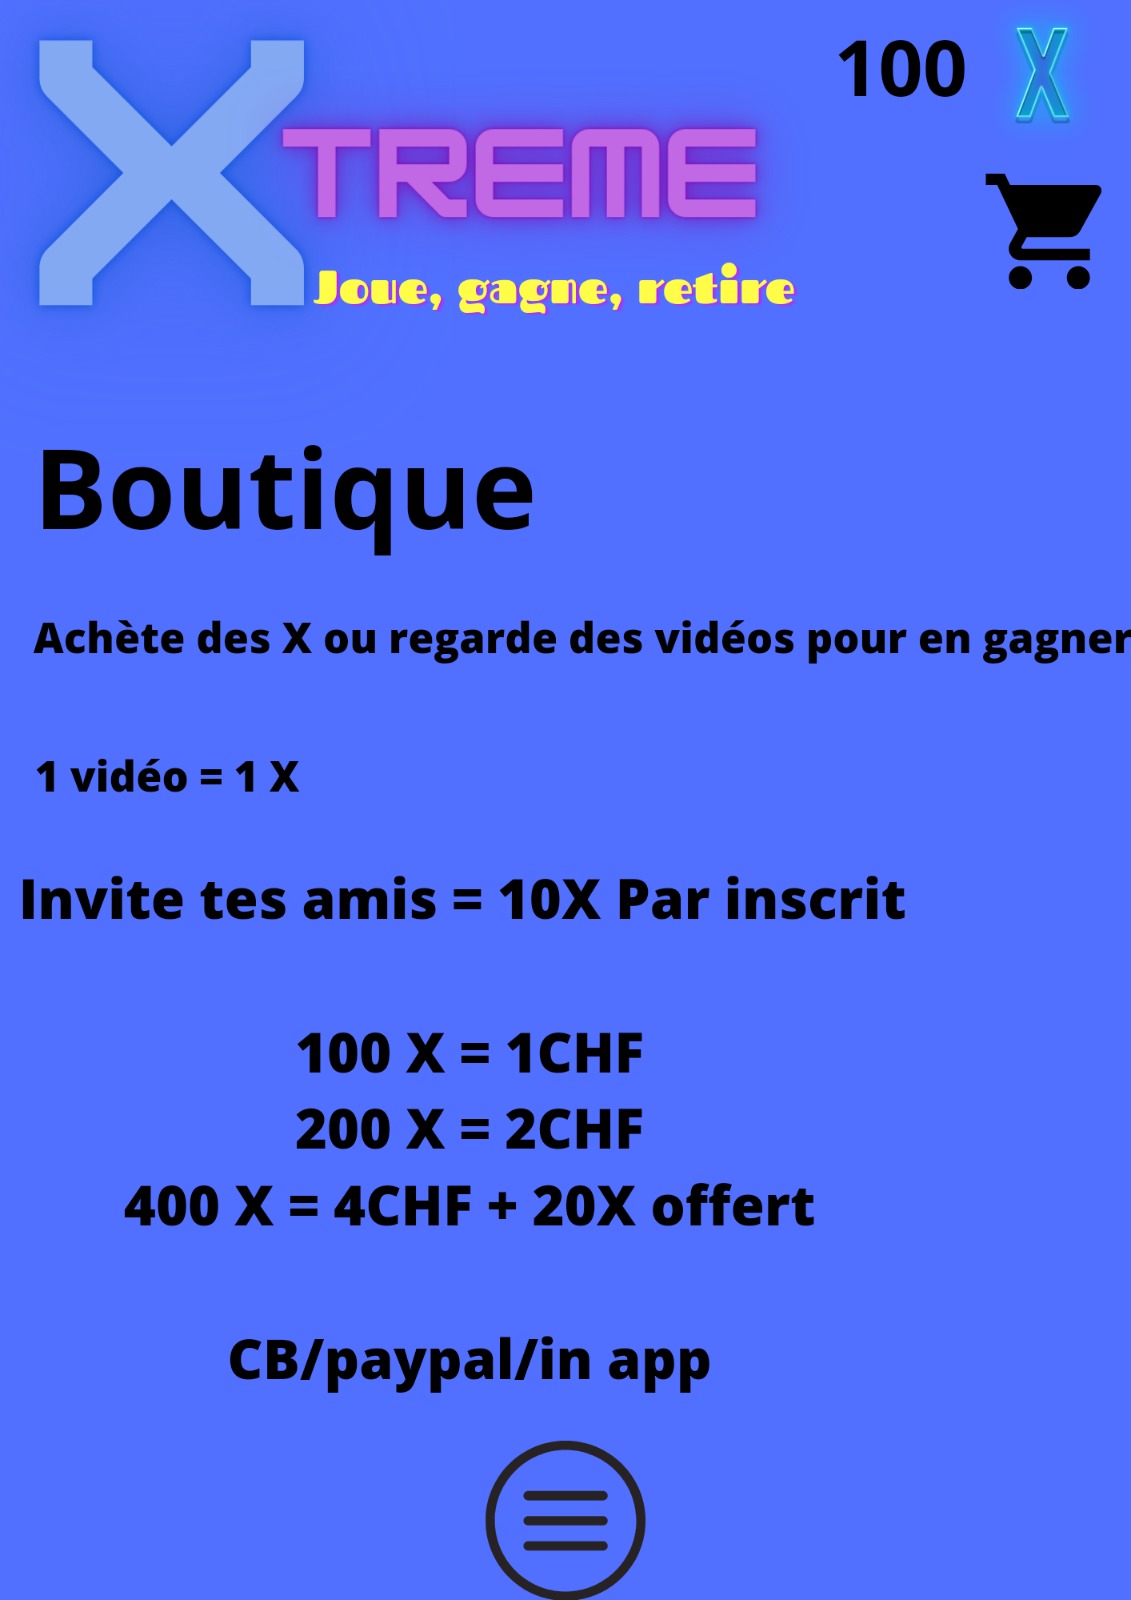 100 X
XTREME
Joue, gagne, retire
Boutique
Achète des X ou regarde des vidéos pour en gagner
1 vidéo = 1 X
Invite tes amis = 10X Par inscrit
100 X = 1CHF
200 X = 2CHF
400 X = 4CHF + 20X offert
CB/paypal/in app